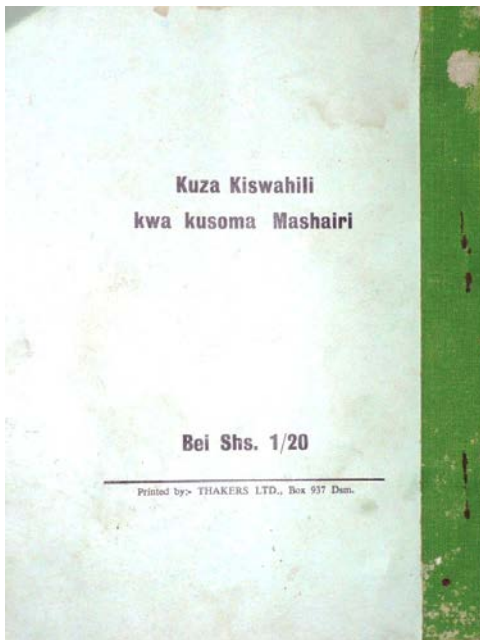 Kuza Kiswahili
kwa kusoma Mashairi
Bei Shs. 1/20
Printed by:- THAKERS LTD., Box 937 Dsm.